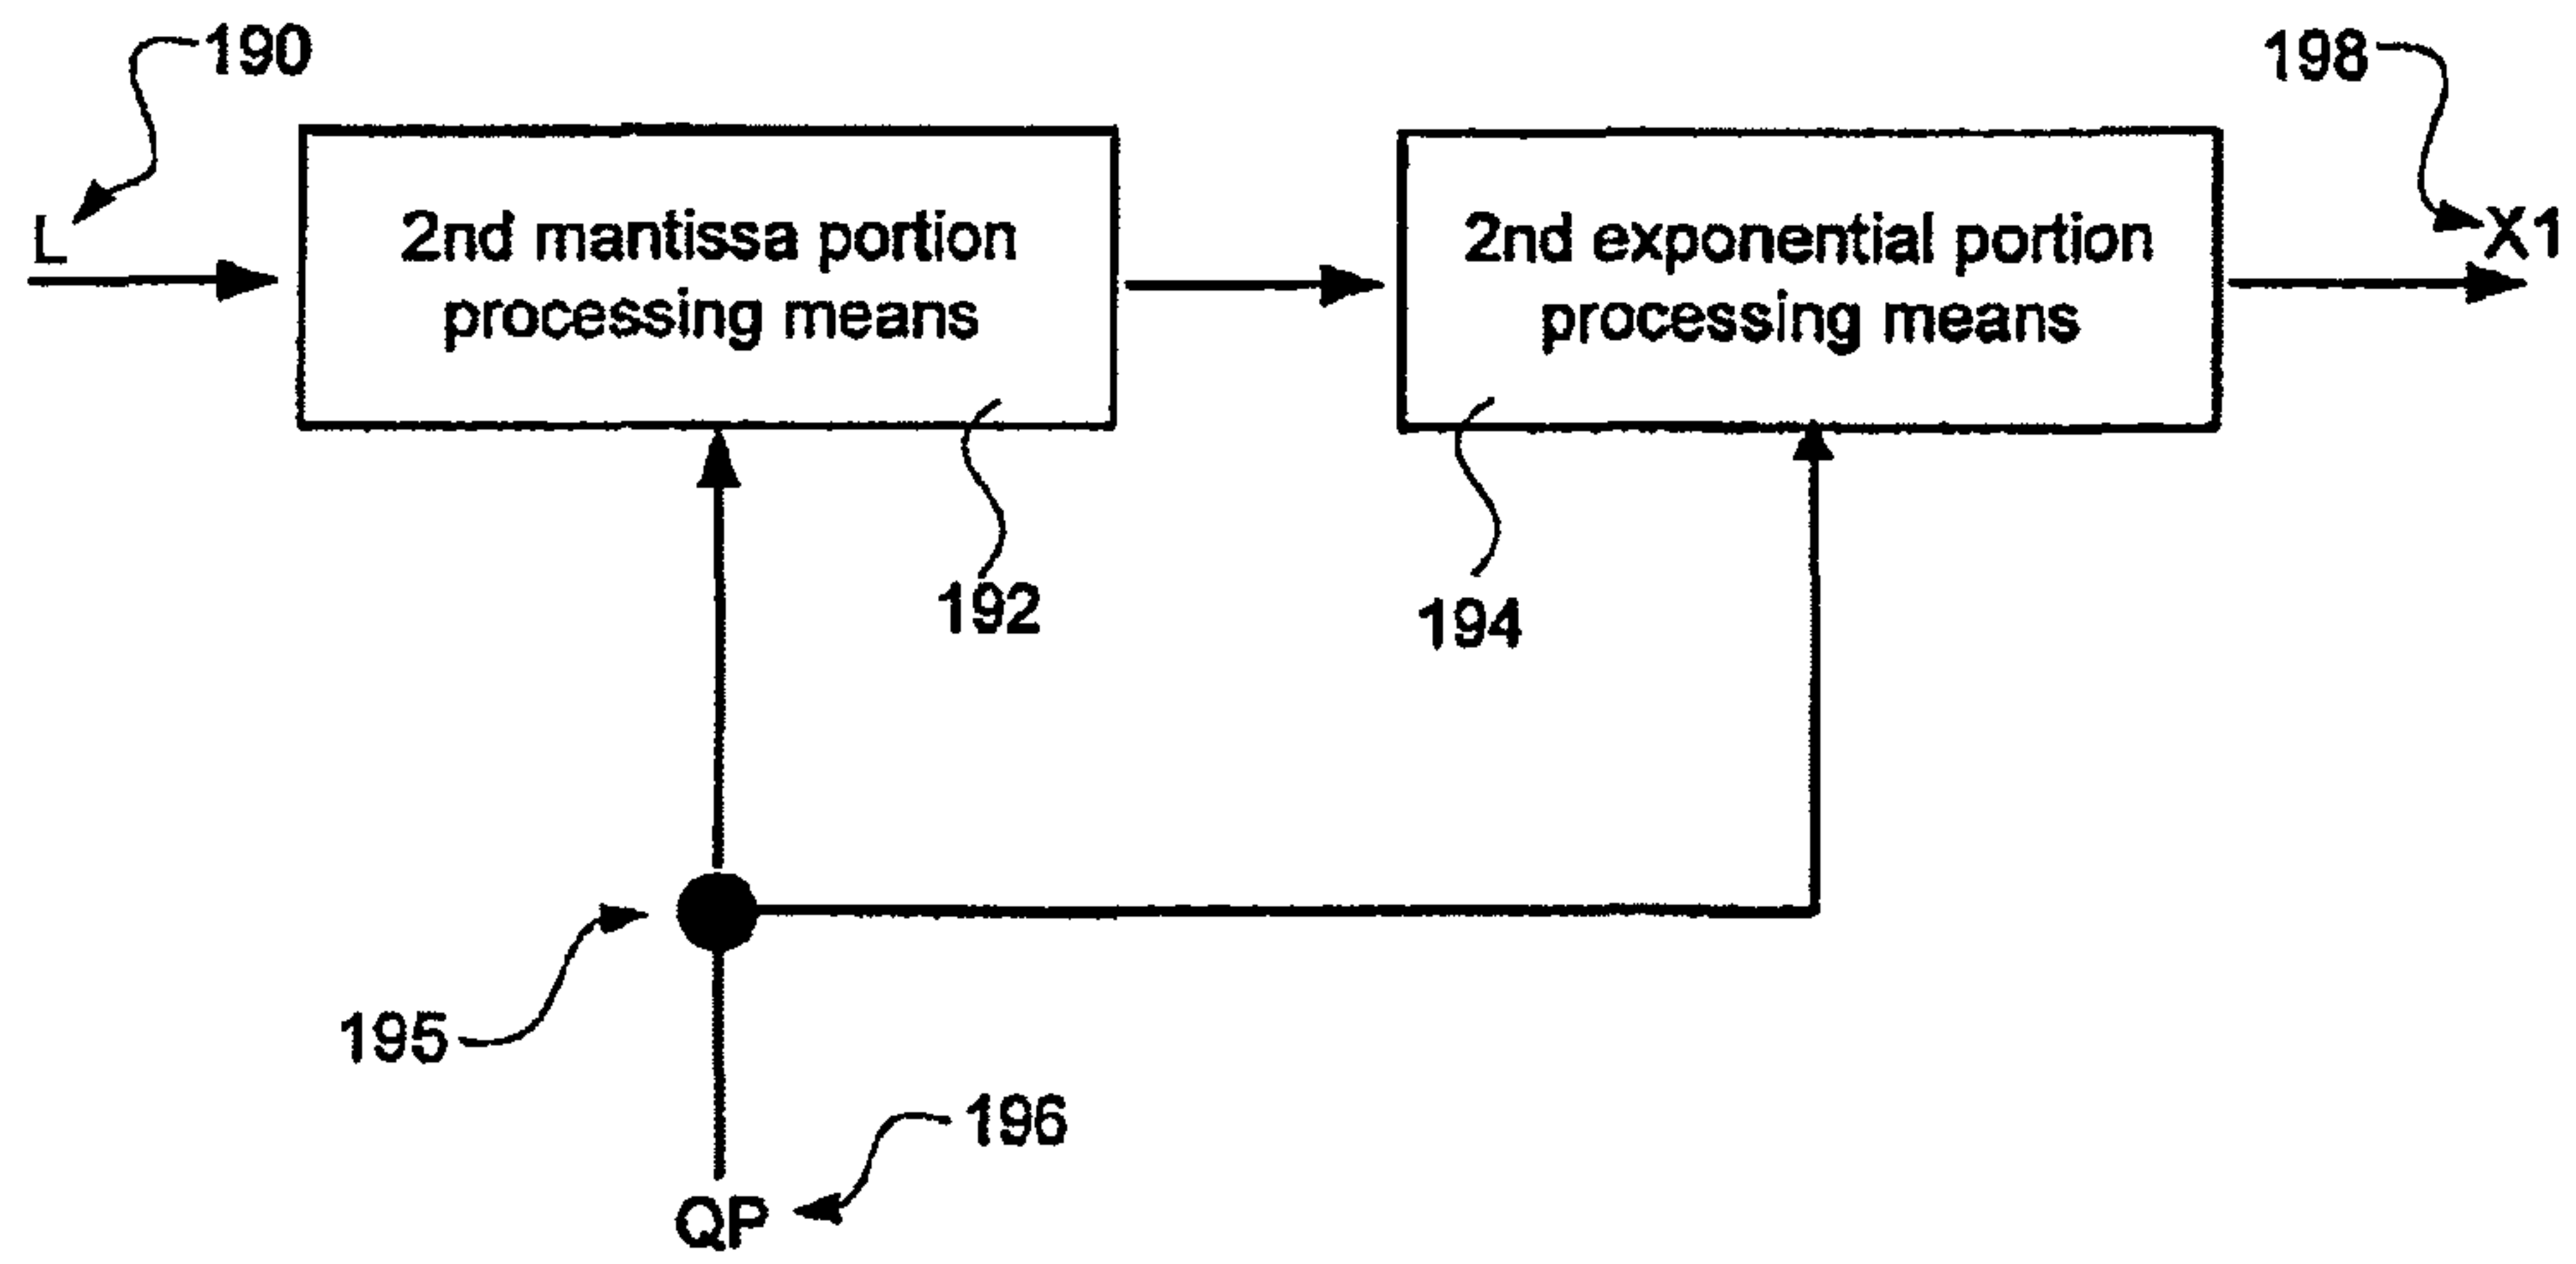 190
198
L
2nd mantissa portion
processing means
2nd exponential portion
processing means
X1
192
194
195
196
QP